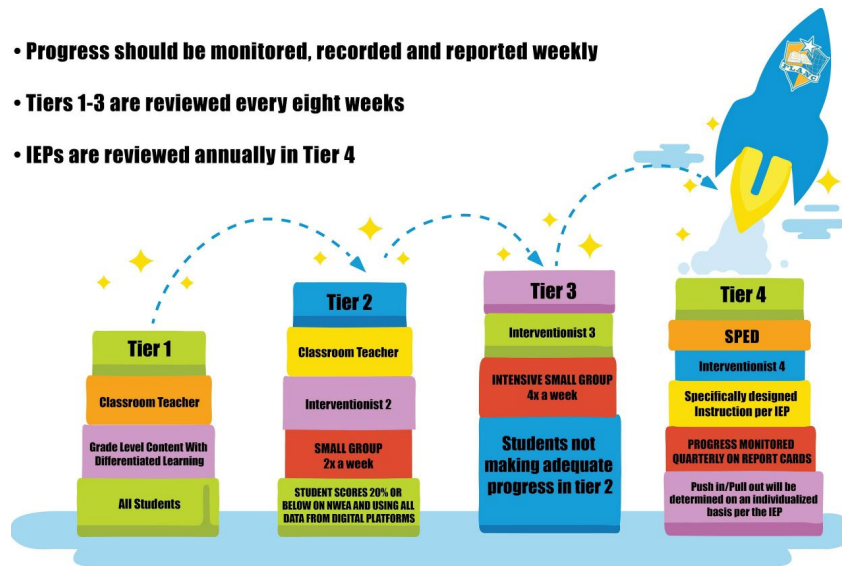 • Progress should be monitored, recorded and reported weekly
• Tiers 1-3 are reviewed every eight weeks
• IEPs are reviewed annually in Tier 4
Tier 1
Classroom Teacher
Grade Level Content With
Differentiated Learning
All Students
Tier 2
Classroom Teacher
Interventionist 2
SMALL GROUP
2x a week
STUDENT SCORES 20% OR
BELOW ON NWEA AND USING ALL
DATA FROM DIGITAL PLATFORMS
Tier 3
Interventionist 3
INTENSIVE SMALL GROUP
4x a week
Students not
making adequate
progress in tier 2
Tier 4
SPED
Interventionist 4
Specifically designed
Instruction per IEP
PROGRESS MONITORED
QUARTERLY ON REPORT CARDS
Push in/Pull out will be
determined on an individualized
basis per the IEP